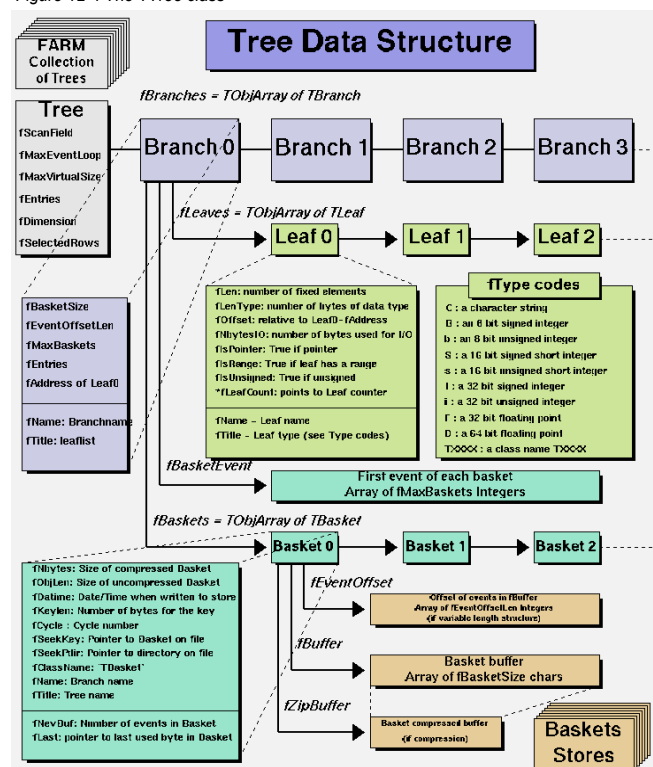 Figure 12-1 The TTree class
FARM
Collection
of Trees
Tree Data Structure
fBranches = TObjArray of TBranch
Tree
fScanField
fMaxEventLoop
fMaxVirtualSize
fEntries
fDimension
fSelectedRows
Branch 0
Branch 1
Branch 2
Branch 3
fLeaves = TObjArray of TLeaf
Leaf 0
Leaf 1
Leaf 2
fBasketSize
fEventOffsetLen
fMaxBaskets
fEntries
fAddress of Leaf0
fName: Branchname
fTitle: leaflist
fLen: number of fixed elements
fLenType: number of bytes of data type
fOffset: relative to Leaf0-fAddress
fNbytesIO: number of bytes used for I/O
fIsPointer: True if pointer
fIsRange: True if leaf has a range
fIsUnsigned: True if unsigned
*fLeafCount: points to Leaf counter
fName - Leaf name
fTitle - Leaf type (see Type codes)
fType codes
C : a character string
B : an 8 bit signed integer
b : an 8 bit unsigned integer
S : a 16 bit signed short integer
s : a 16 bit unsigned short integer
I : a 32 bit signed integer
i : a 32 bit unsigned integer
F : a 32 bit floating point
D : a 64 bit floating point
TXXXX : a class name TXXXX
fBasketEvent
First event of each basket
Array of fMaxBaskets Integers
fBaskets = TObjArray of TBasket
Basket 0
Basket 1
Basket 2
fNbytes: Size of compressed Basket
fObjLen: Size of uncompressed Basket
fDatime: Date/Time when written to store
fKeylen: Number of bytes for the key
fCycle : Cycle number
fSeekKey: Pointer to Basket on file
fSeekPdir: Pointer to directory on file
fClassName: 'TBasket'
fName: Branch name
fTitle: Tree name
fNevBuf: Number of events in Basket
fLast: pointer to last used byte in Basket
fEventOffset
Offset of events in fBuffer
Array of fEventOffsetLen Integers
(if variable length structure)
fBuffer
Basket buffer
Array of fBasketSize chars
fZipBuffer
Basket compressed buffer
(if compression)
Baskets
Stores